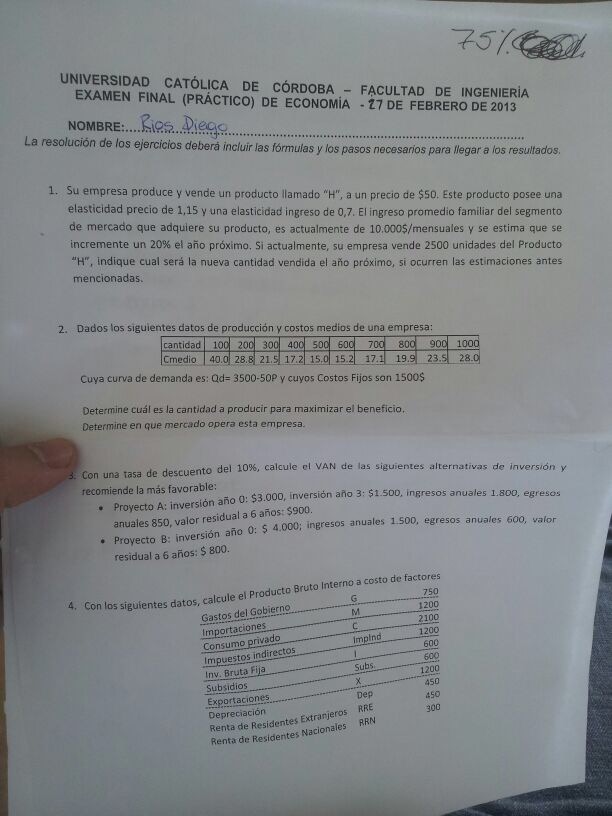 75%
UNIVERSIDAD CATÓLICA DE CÓRDOBA – FACULTAD DE INGENIERÍA
EXAMEN FINAL (PRÁCTICO) DE ECONOMÍA - 27 DE FEBRERO DE 2013
NOMBRE:.... Rios Diego
La resolución de los ejercicios deberá incluir las fórmulas y los pasos necesarios para llegar a los resultados.
1. Su empresa produce y vende un producto llamado “H”, a un precio de $50. Este producto posee una
elasticidad precio de 1,15 y una elasticidad ingreso de 0,7. El ingreso promedio familiar del segmento
de mercado que adquiere su producto, es actualmente de 10.000$/mensuales y se estima que se
incremente un 20% el año próximo. Si actualmente, su empresa vende 2500 unidades del Producto
“H”, indique cual será la nueva cantidad vendida el año próximo, si ocurren las estimaciones antes
mencionadas.
2. Dados los siguientes datos de producción y costos medios de una empresa:
cantidad 100 200 300 400 500 600 700 800 900 1000
Cmedio 40.0 28.8 21.5 17.2 15.0 15.2 17.1 19.9 23.5 28.0
Cuya curva de demanda es: Qd= 3500-50P y cuyos Costos Fijos son 1500$
Determine cuál es la cantidad a producir para maximizar el beneficio.
Determine en que mercado opera esta empresa.
3. Con una tasa de descuento del 10%, calcule el VAN de las siguientes alternativas de inversión y
recomiende la más favorable:
• Proyecto A: inversión año 0: $3.000, inversión año 3: $1.500, ingresos anuales 1.800, egresos
anuales 850, valor residual a 6 años: $900.
• Proyecto B: inversión año 0: $ 4.000; ingresos anuales 1.500, egresos anuales 600, valor
residual a 6 años: $ 800.
4. Con los siguientes datos, calcule el Producto Bruto Interno a costo de factores
Gastos del Gobierno G 750
Importaciones M 1200
Consumo privado C 2100
Impuestos indirectos ImpInd 1200
Inv. Bruta Fija I 600
Subsidios Subs. 600
Exportaciones X 1200
Depreciación Dep 450
Renta de Residentes Extranjeros RRE 450
Renta de Residentes Nacionales RRN 300